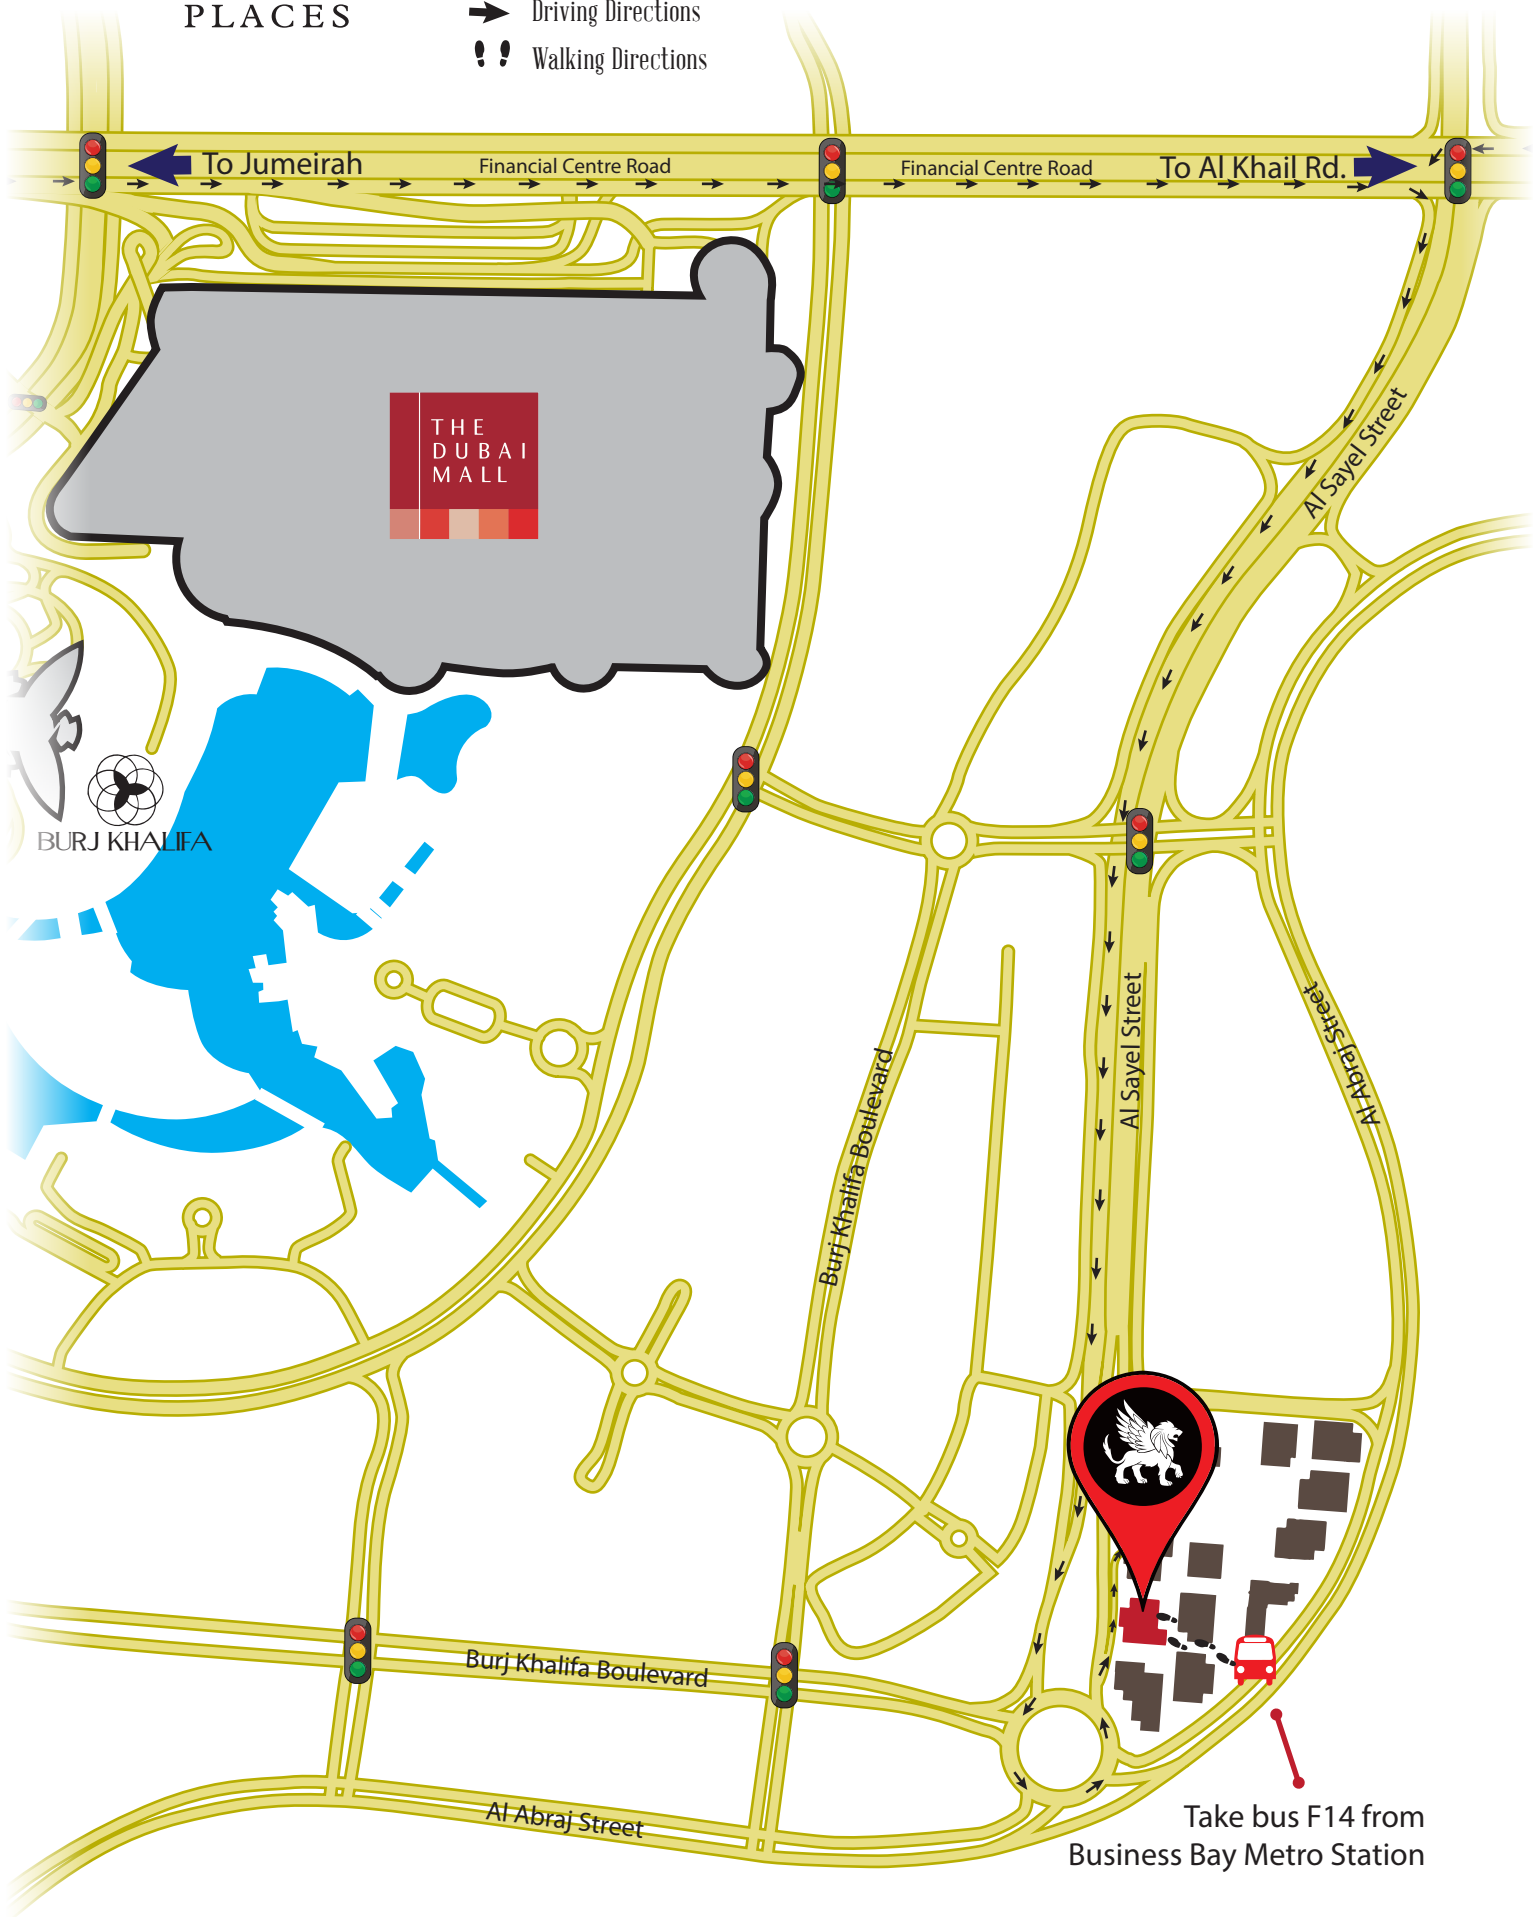 PLACES
Driving Directions
Walking Directions
To Jumeirah
Financial Centre Road
Financial Centre Road
To Al Khail Rd.
THE
DUBAI
MALL
Al Sayel Street
BURJ KHALIFA
Al Sayel Street
Al Abraj Street
Burj Khalifa Boulevard
Burj Khalifa Boulevard
Al Abraj Street
Take bus F14 from
Business Bay Metro Station